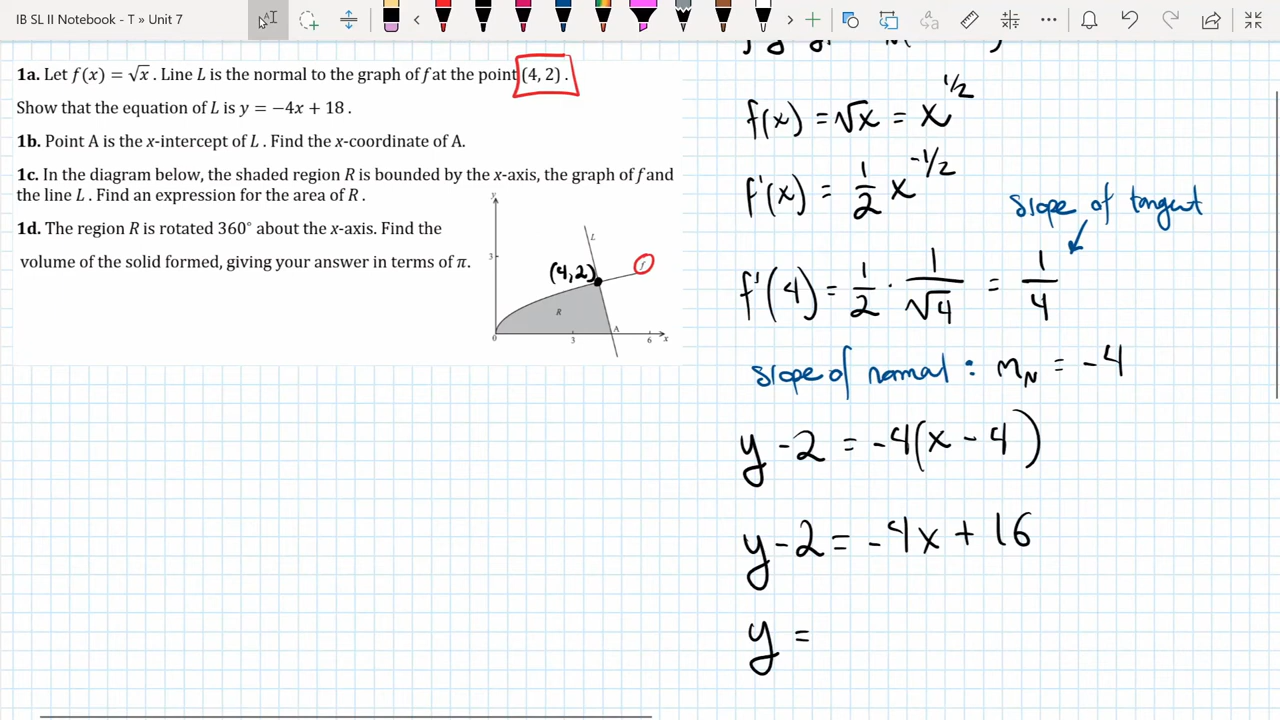 IB SL II Notebook - T » Unit 7
1a. Let f(x) = √x . Line L is the normal to the graph of f at the point (4, 2) .
Show that the equation of L is y = −4x + 18 .
1b. Point A is the x-intercept of L . Find the x-coordinate of A.
1c. In the diagram below, the shaded region R is bounded by the x-axis, the graph of f and
the line L . Find an expression for the area of R .
1d. The region R is rotated 360° about the x-axis. Find the
volume of the solid formed, giving your answer in terms of π.
y
L
3
(4,2)
f
R
A
0
3
6
x
f(x) = √x = x^1/2
f'(x) = 1/2 x^-1/2
slope of tangent
f'(4) = 1/2 · 1/√4 = 1/4
slope of normal : mN = -4
y - 2 = -4(x - 4)
y - 2 = -4x + 16
y =